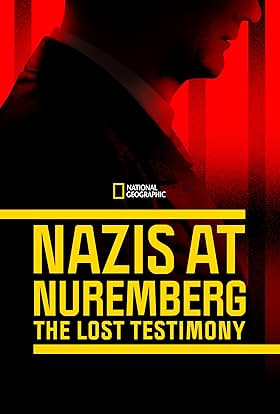 NATIONAL
GEOGRAPHIC
NAZIS AT
NUREMBERG
THE LOST TESTIMONY